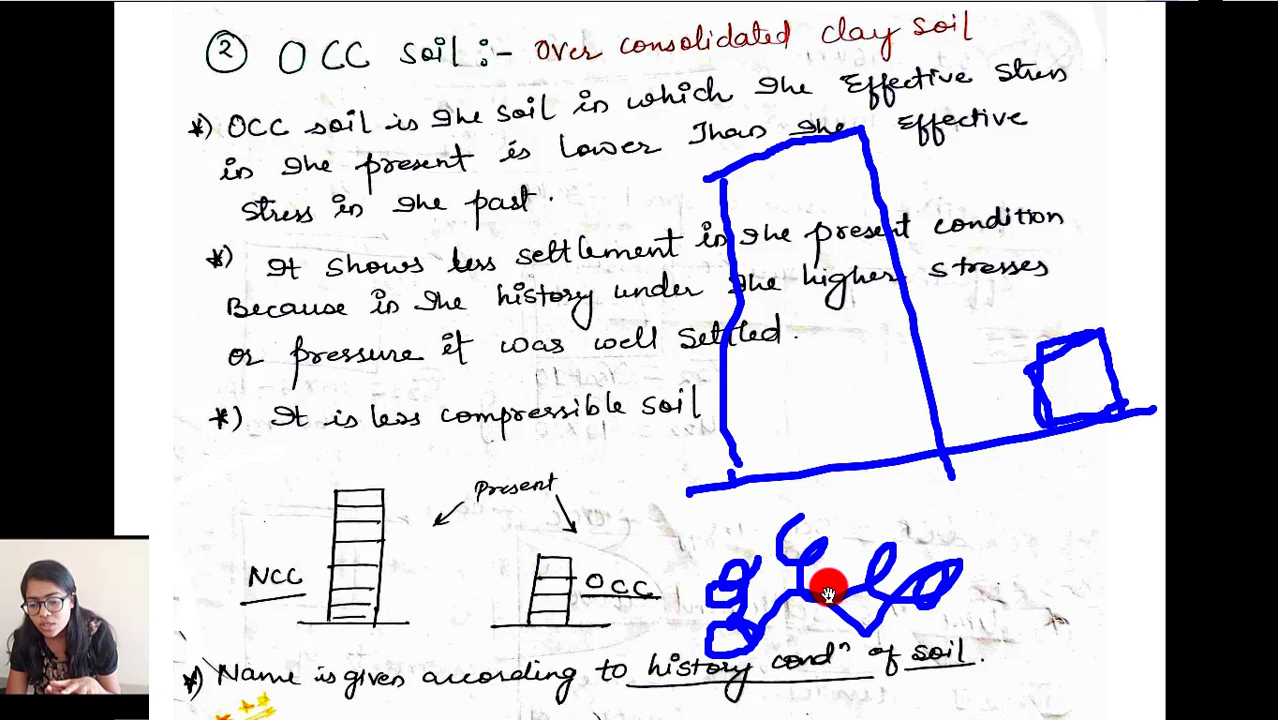 ② OCC soil :- over consolidated clay soil
*) OCC soil is the soil in which the Effective Stress
in the present is lower than the effective
stress in the past.
*) It shows less settlement in the present condition
Because in the history under the higher stresses
or pressure it was well settled.
*) It is less compressible soil
Present
NCC
OCC
*) Name is given according to history condⁿ of soil.